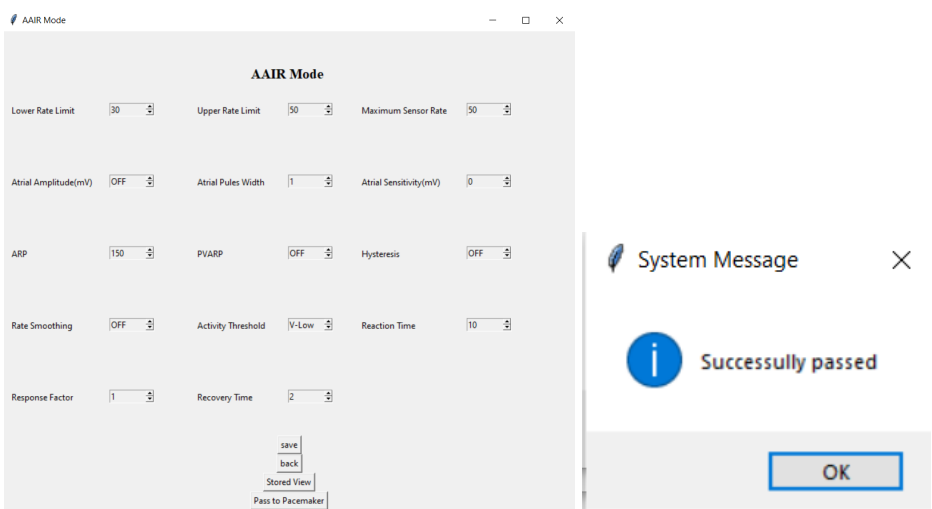 AAIR Mode
AAIR Mode
Lower Rate Limit 30 Upper Rate Limit 50 Maximum Sensor Rate 50
Atrial Amplitude(mV) OFF Atrial Pules Width 1 Atrial Sensitivity(mV) 0
ARP 150 PVARP OFF Hysteresis OFF
Rate Smoothing OFF Activity Threshold V-Low Reaction Time 10
Response Factor 1 Recovery Time 2
save
back
Stored View
Pass to Pacemaker
System Message
i
Successully passed
OK